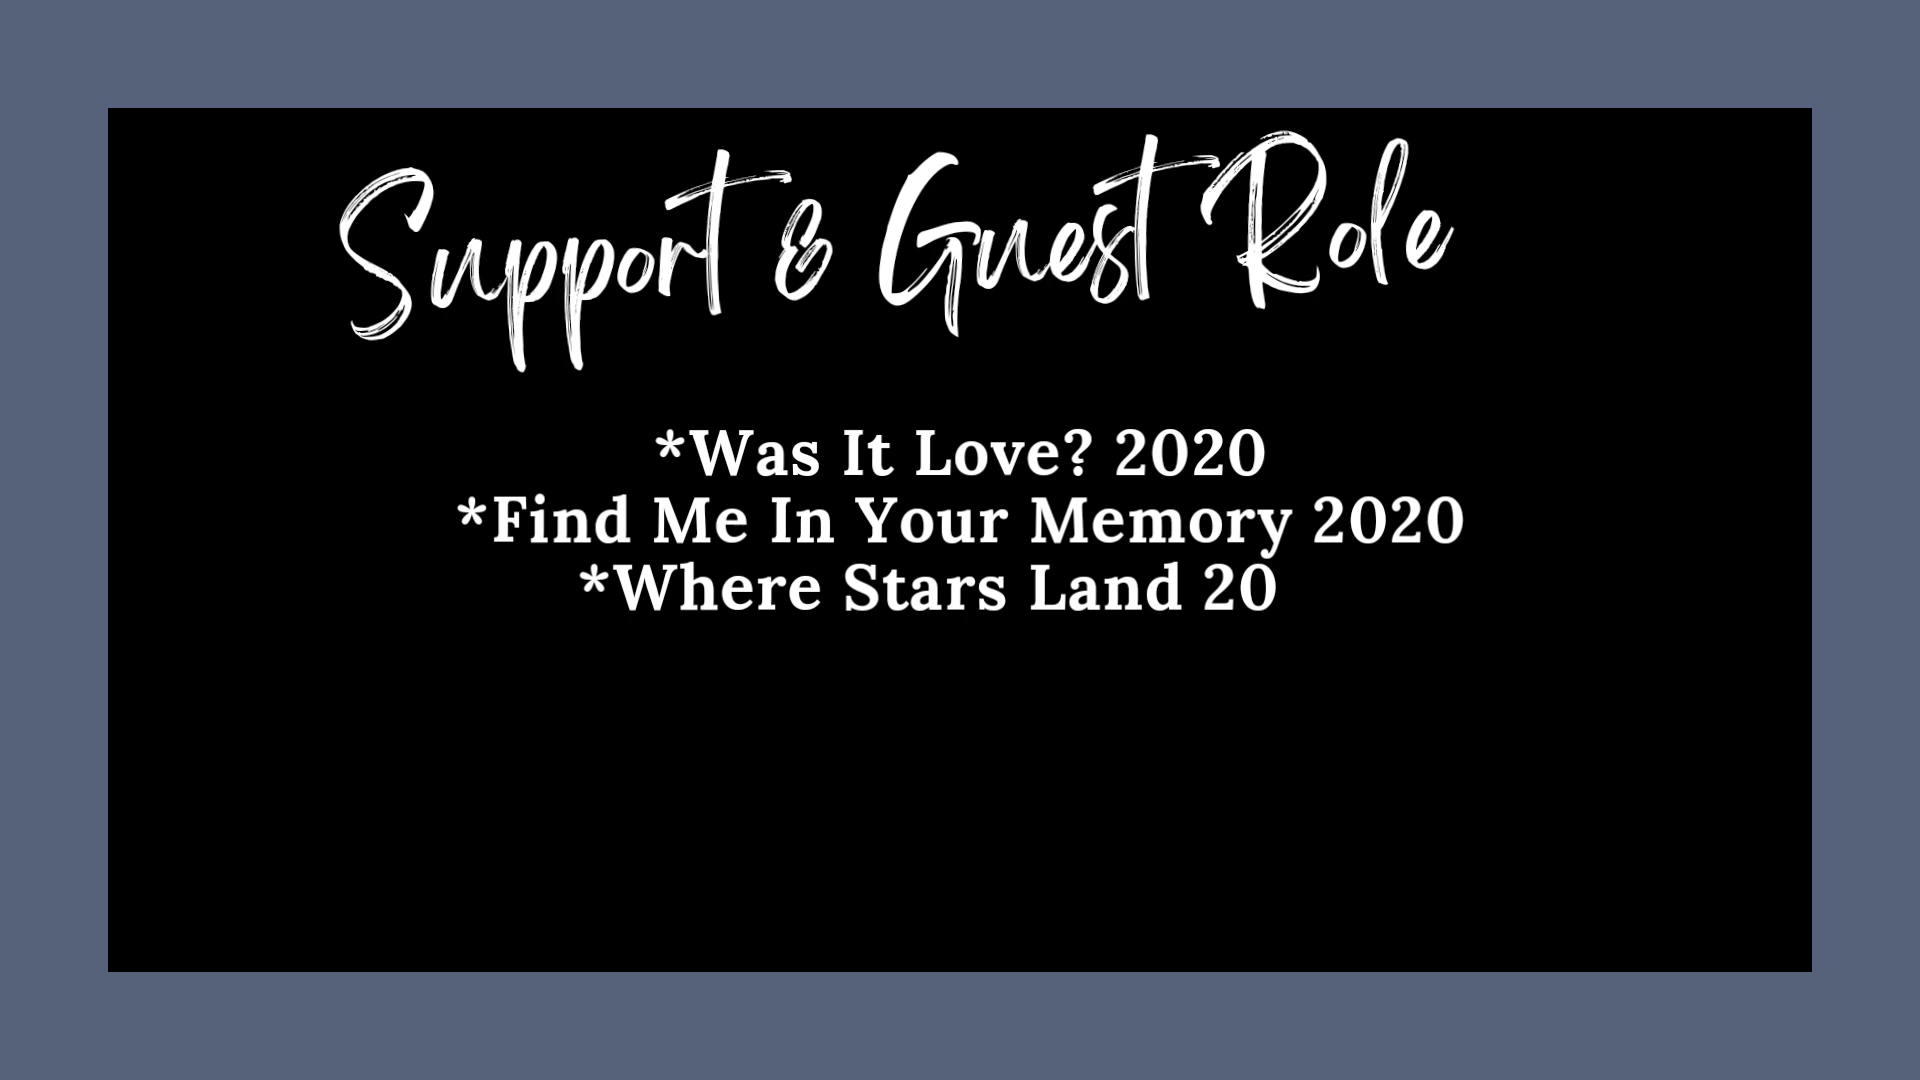 Support & Guest Role
*Was It Love? 2020
*Find Me In Your Memory 2020
*Where Stars Land 20